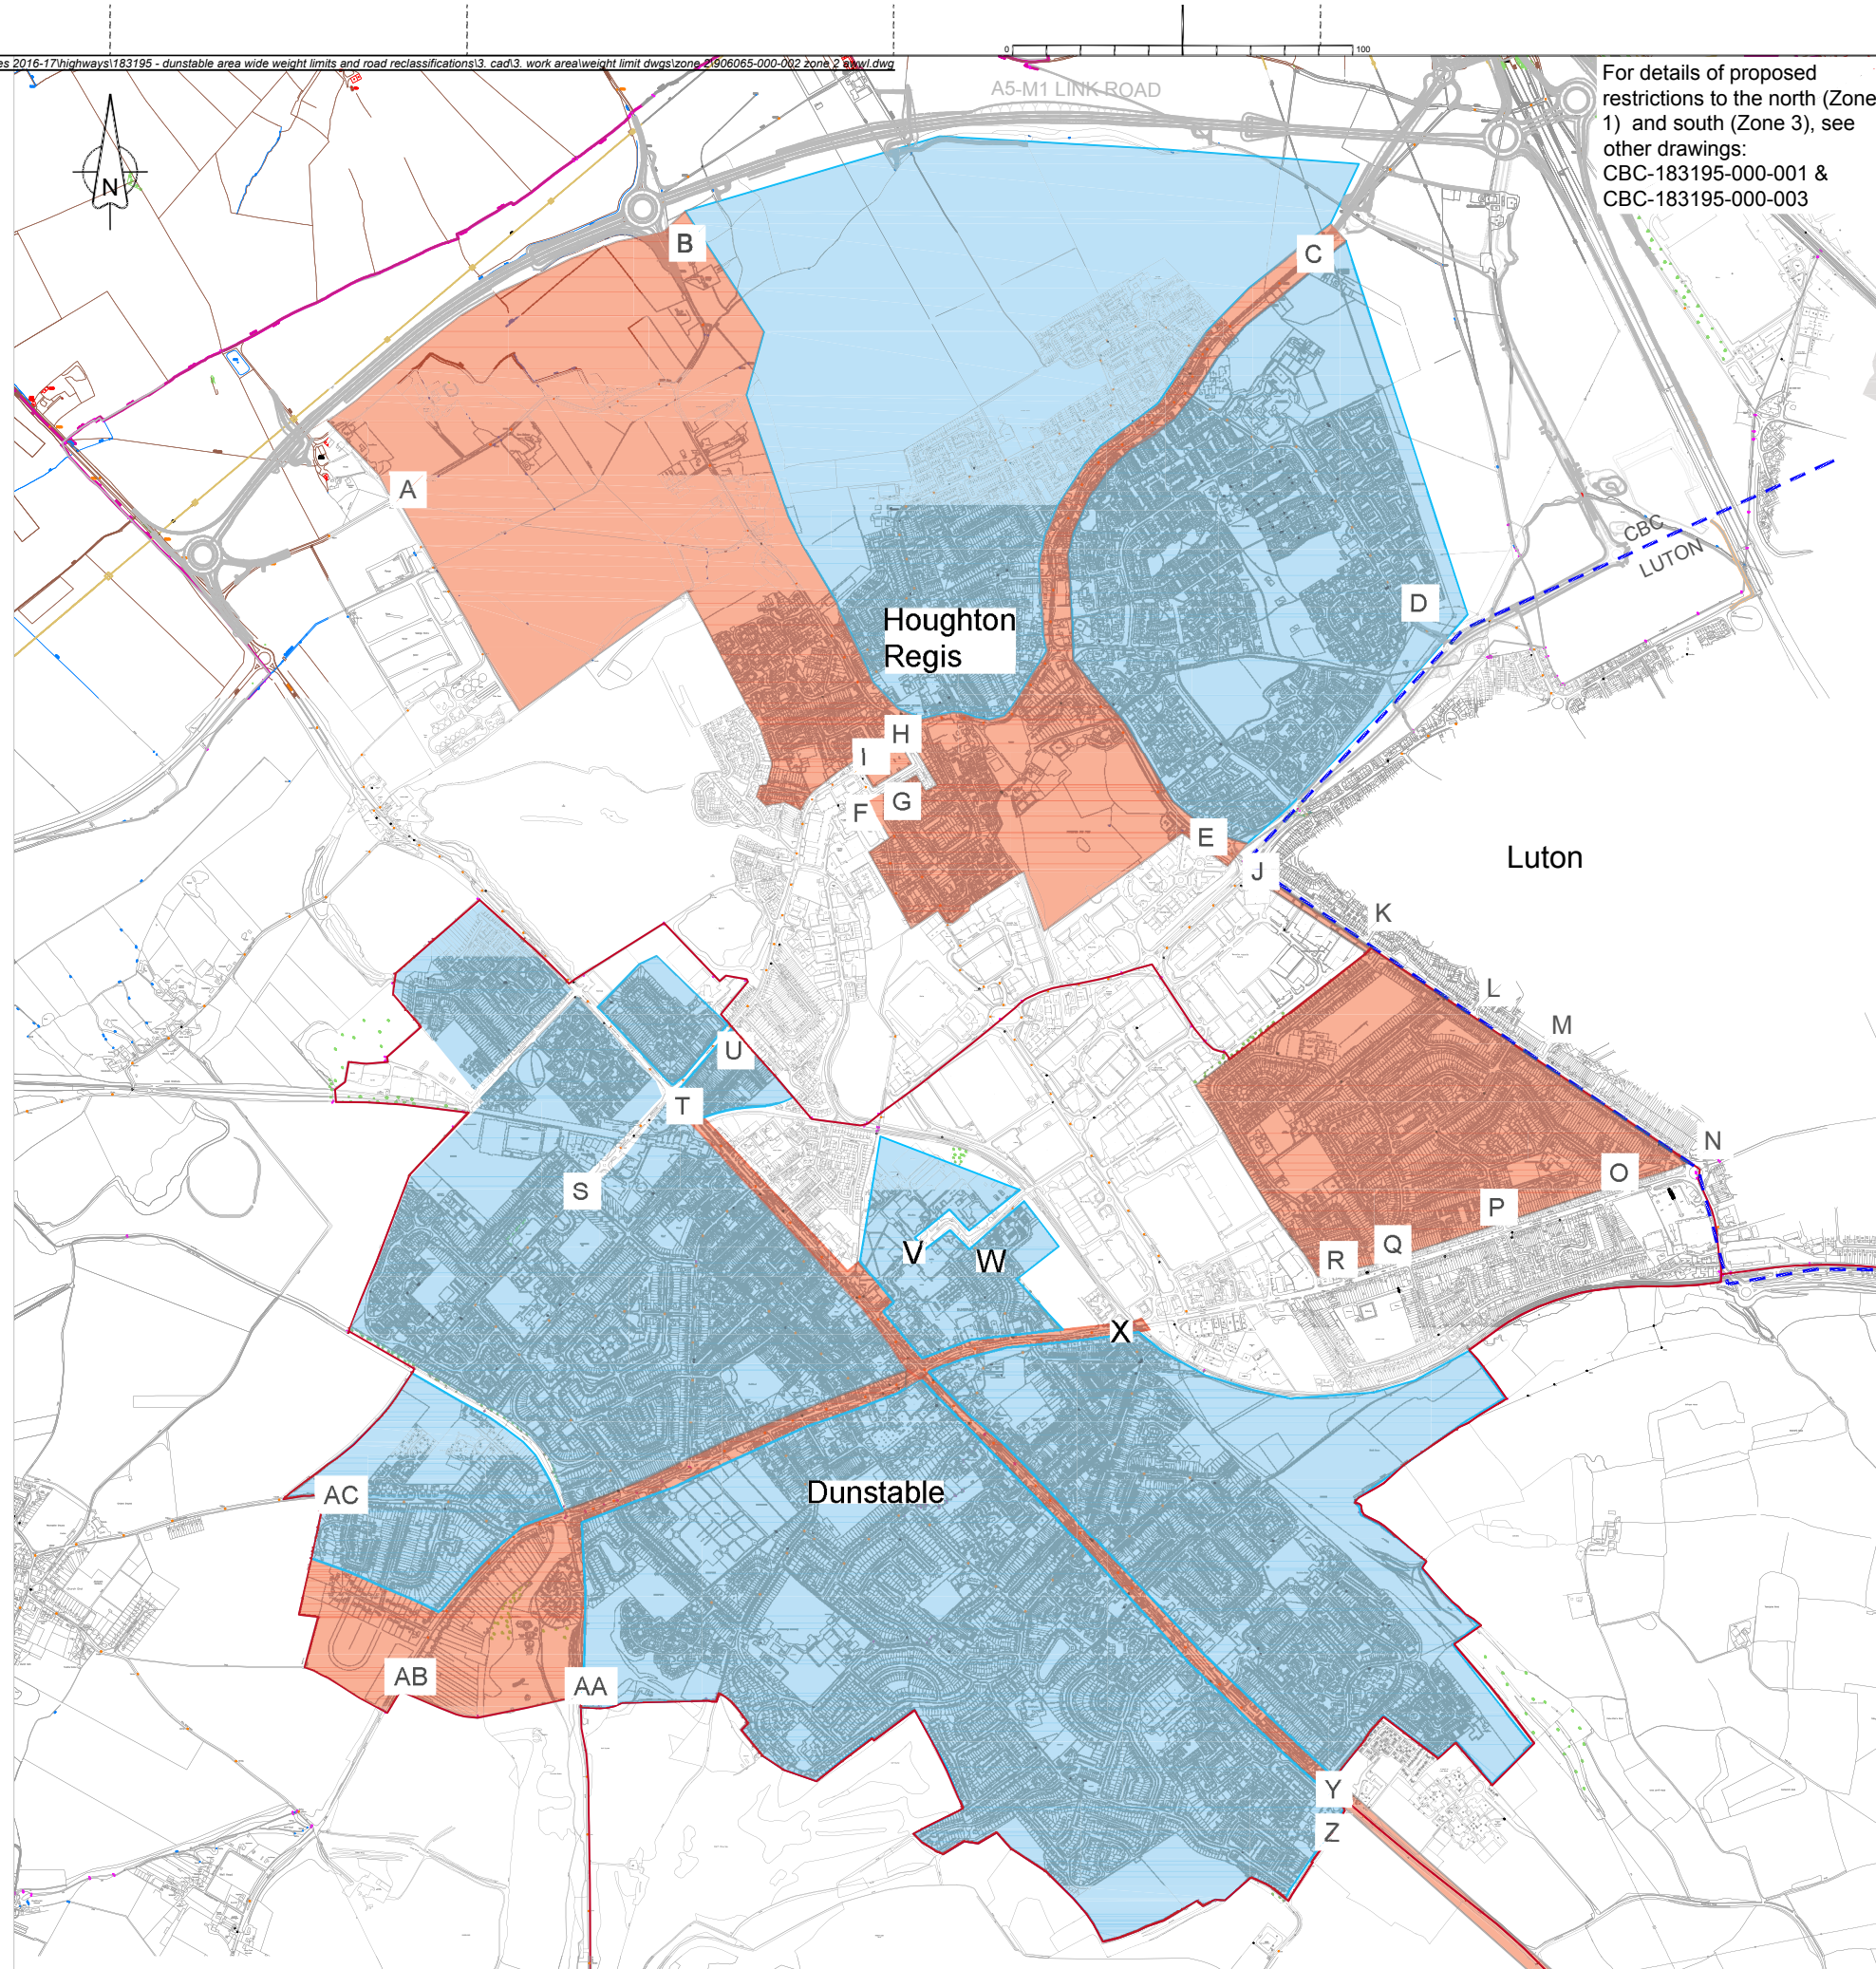 0
100
es 2016-17\highways\183195 - dunstable area wide weight limits and road reclassifications\3. cad\3. work area\weight limit dwgs\zone 2\906065-000-002 zone 2
A5-M1 LINK ROAD
For details of proposed
restrictions to the north (Zone
1) and south (Zone 3), see
other drawings:
CBC-183195-000-001 &
CBC-183195-000-003
N
B
C
A
CBC
LUTON
D
Houghton
Regis
H
I
G
F
E
J
Luton
K
L
M
U
T
N
O
S
P
Q
R
V
W
X
Dunstable
AC
AB
AA
Y
Z